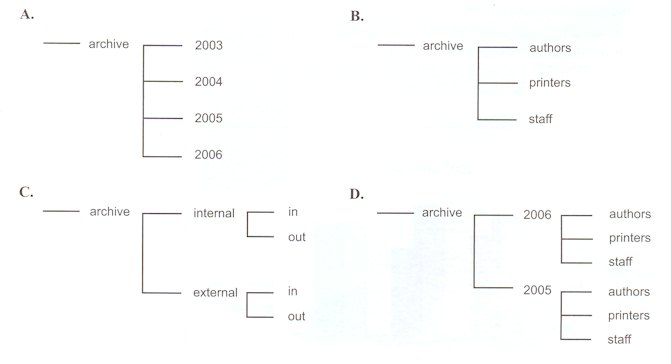 A.
archive
2003
2004
2005
2006
B.
archive
authors
printers
staff
C.
archive
internal
in
out
external
in
out
D.
archive
2006
authors
printers
staff
2005
authors
printers
staff